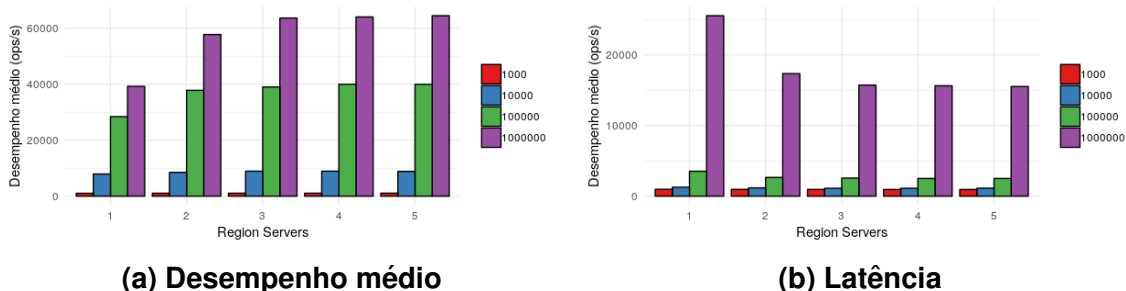 Desempenho médio (ops/s)
60000
40000
20000
0
1 2 3 4 5
Region Servers
1000
10000
100000
1000000
(a) Desempenho médio
Desempenho médio (ops/s)
20000
10000
0
1 2 3 4 5
Region Servers
1000
10000
100000
1000000
(b) Latência